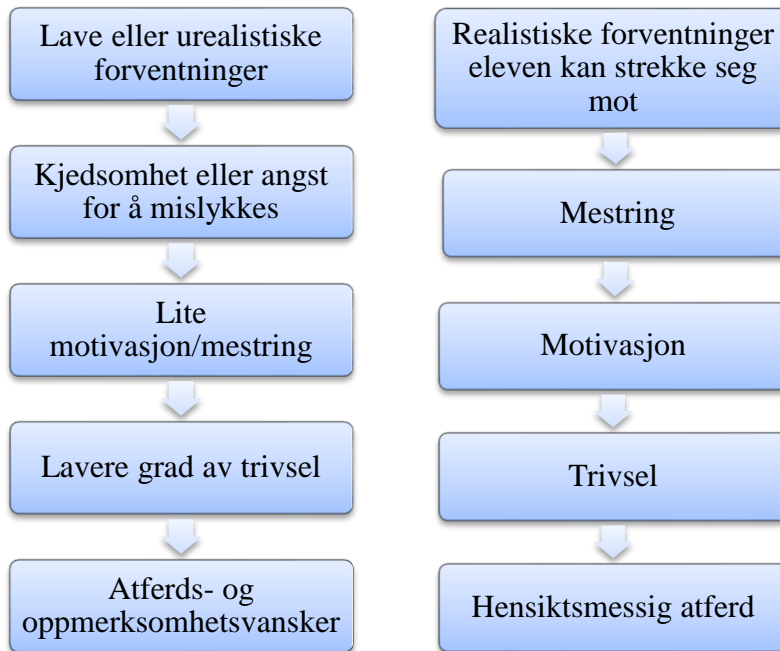 Lave eller urealistiske
forventninger
Kjedsomhet eller angst
for å mislykkes
Lite
motivasjon/mestring
Lavere grad av trivsel
Atferds- og
oppmerksomhetsvansker
Realistiske forventninger
eleven kan strekke seg
mot
Mestring
Motivasjon
Trivsel
Hensiktsmessig atferd